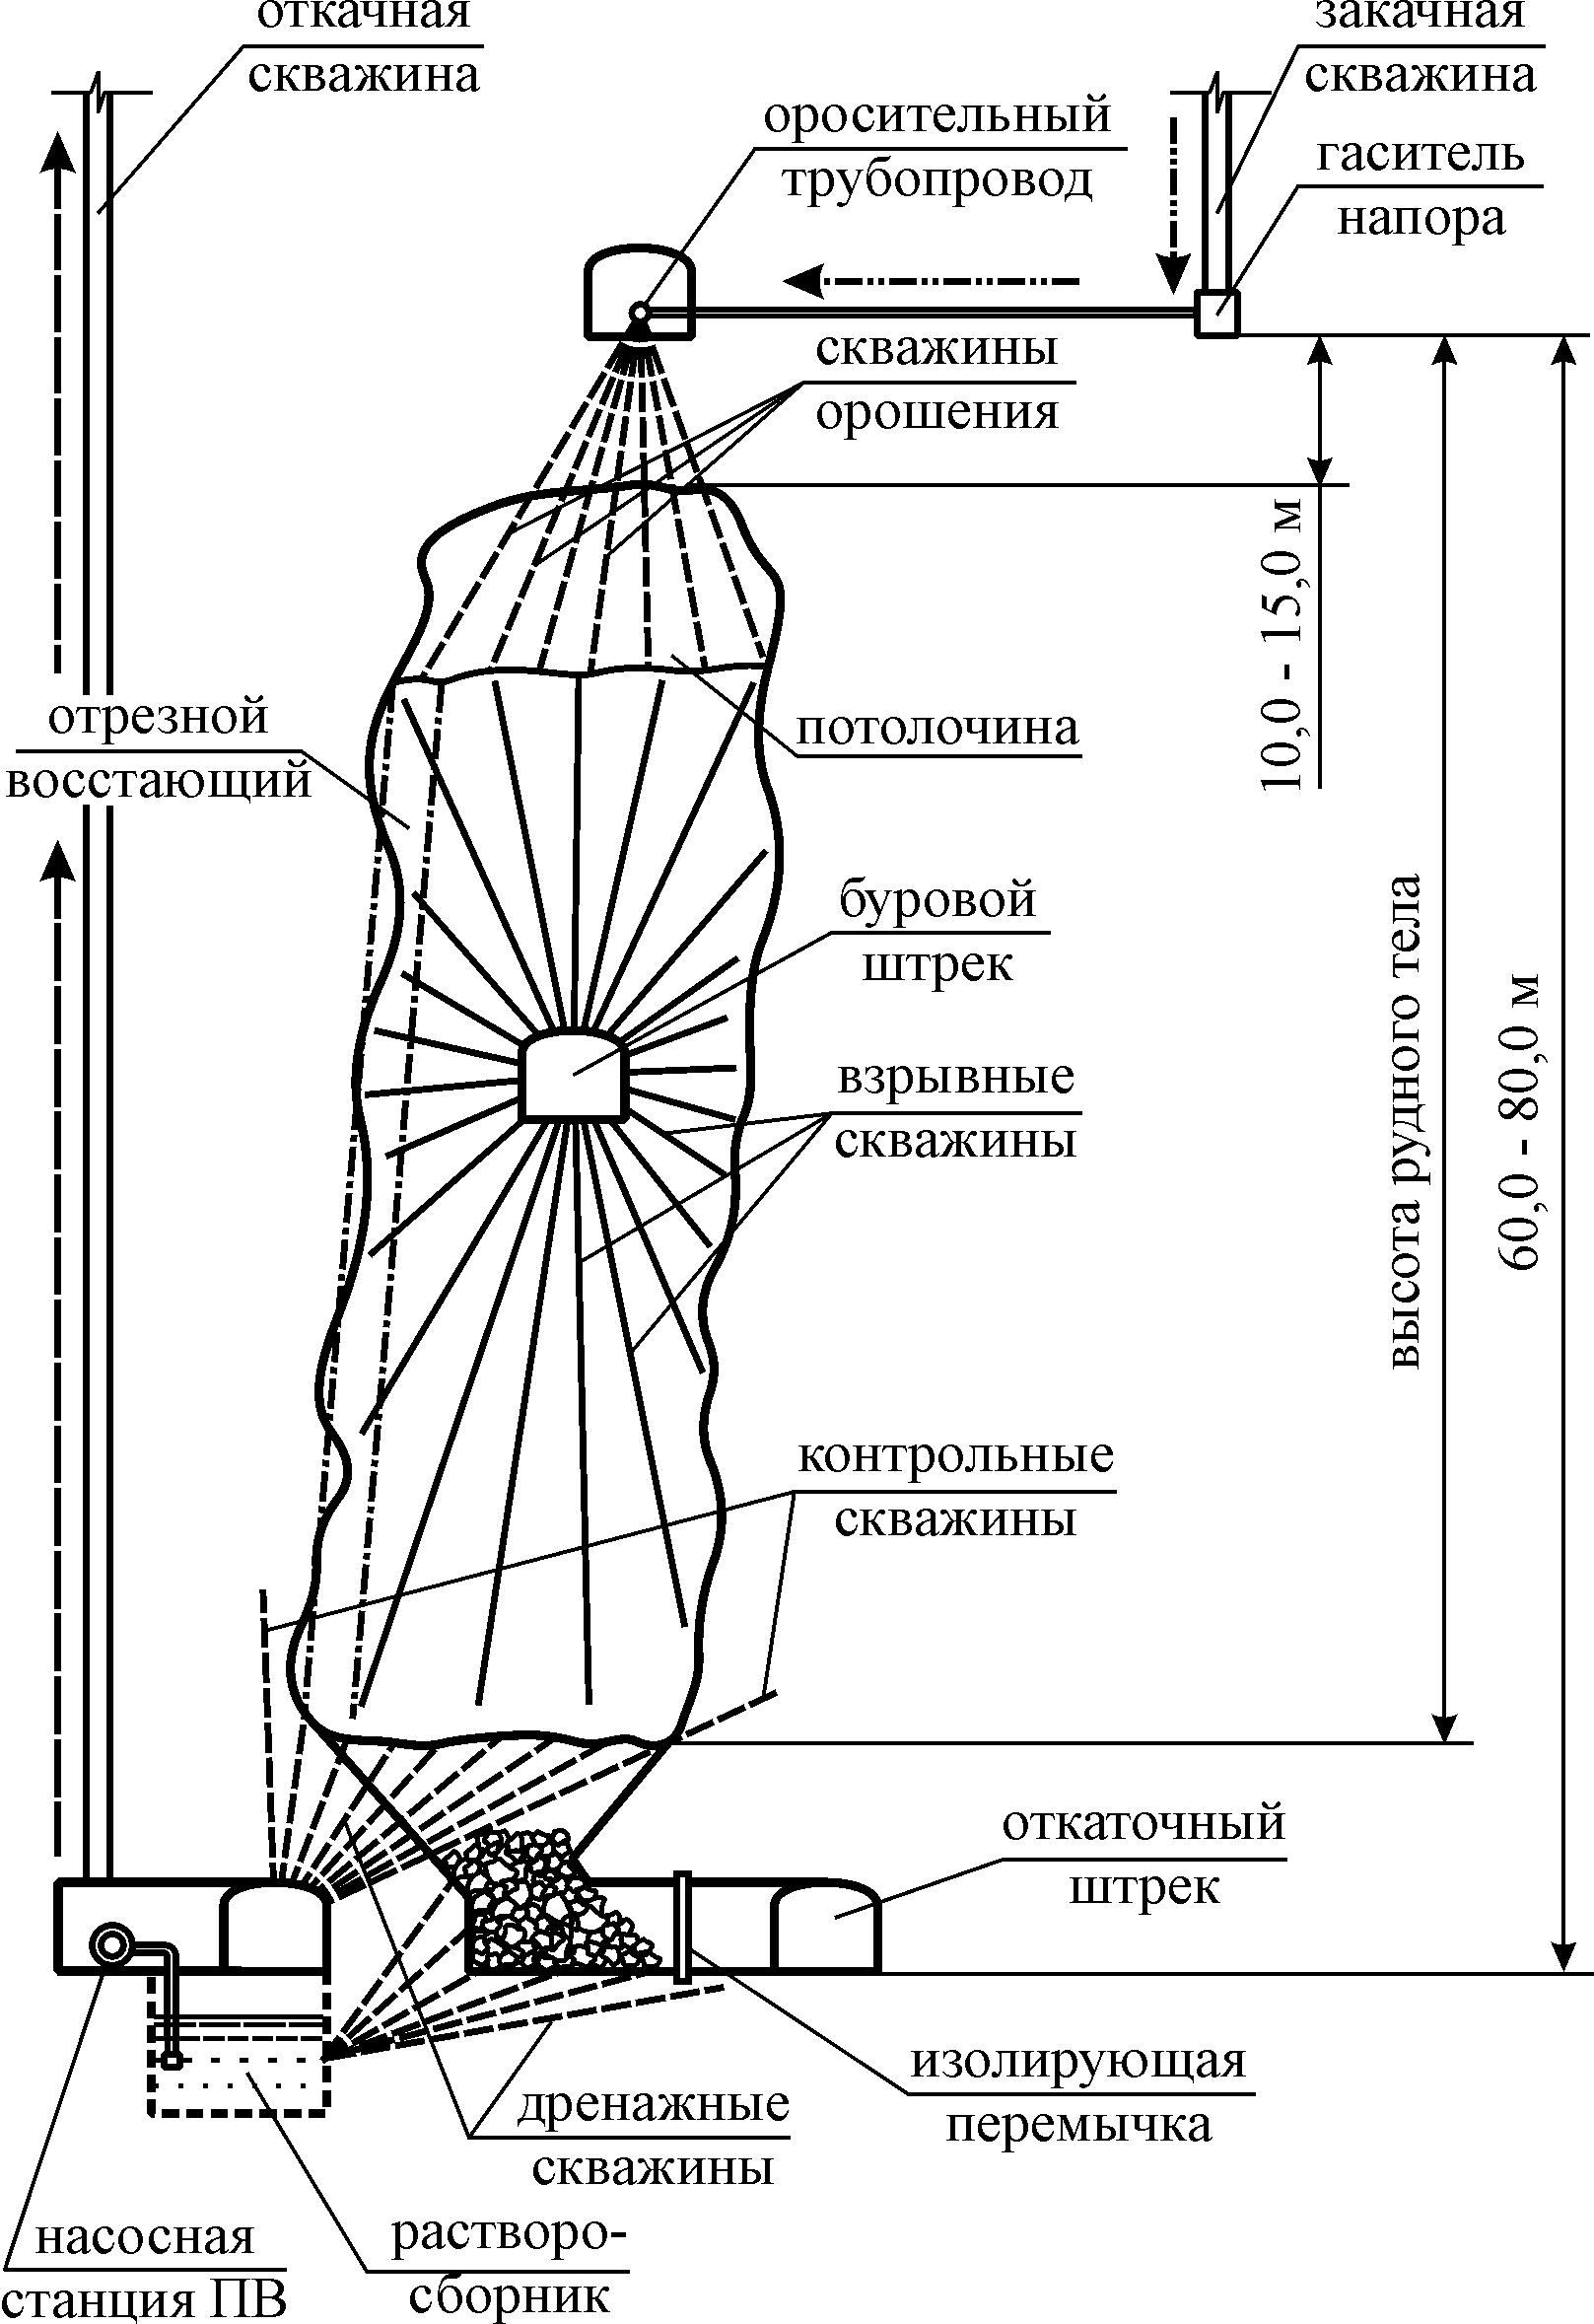 откачная
скважина
закачная
скважина
оросительный
трубопровод
гаситель
напора
скважины
орошения
10,0 - 15,0 м
отрезной
восстающий
потолочина
буровой
штрек
высота рудного тела
60,0 - 80,0 м
взрывные
скважины
контрольные
скважины
откаточный
штрек
изолирующая
перемычка
дренажные
скважины
насосная
станция ПВ
растворо-
сборник